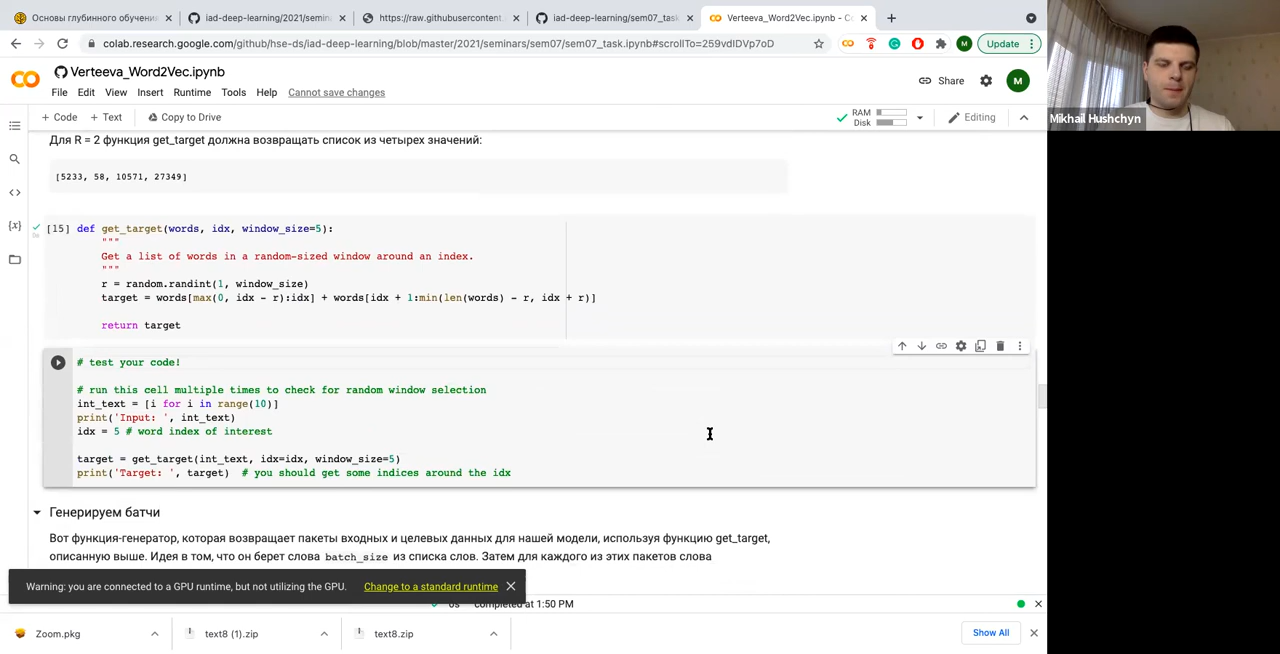 Основы глубинного обучени
iad-deep-learning/2021/semina
https://raw.githubusercontent.
iad-deep-learning/sem07_task
Verteeva_Word2Vec.ipynb - Co
colab.research.google.com/github/hse-ds/iad-deep-learning/blob/master/2021/seminars/sem07/sem07_task.ipynb#scrollTo=259vdIDVp7oD
M
Update
Verteeva_Word2Vec.ipynb
Share
M
File Edit View Insert Runtime Tools Help Cannot save changes
+ Code + Text Copy to Drive
RAM
Disk
Editing
Mikhail Hushchyn
Для R = 2 функция get_target должна возвращать список из четырех значений:
[5233, 58, 10571, 27349]
[15] def get_target(words, idx, window_size=5):
"""
Get a list of words in a random-sized window around an index.
"""
r = random.randint(1, window_size)
target = words[max(0, idx - r):idx] + words[idx + 1:min(len(words) - r, idx + r)]
return target
# test your code!
# run this cell multiple times to check for random window selection
int_text = [i for i in range(10)]
print('Input: ', int_text)
idx = 5 # word index of interest
target = get_target(int_text, idx=idx, window_size=5)
print('Target: ', target) # you should get some indices around the idx
Генерируем батчи
Вот функция-генератор, которая возвращает пакеты входных и целевых данных для нашей модели, используя функцию get_target,
описанную выше. Идея в том, что он берет слова batch_size из списка слов. Затем для каждого из этих пакетов слова
Warning: you are connected to a GPU runtime, but not utilizing the GPU. Change to a standard runtime
0s completed at 1:50 PM
Zoom.pkg
text8 (1).zip
text8.zip
Show All